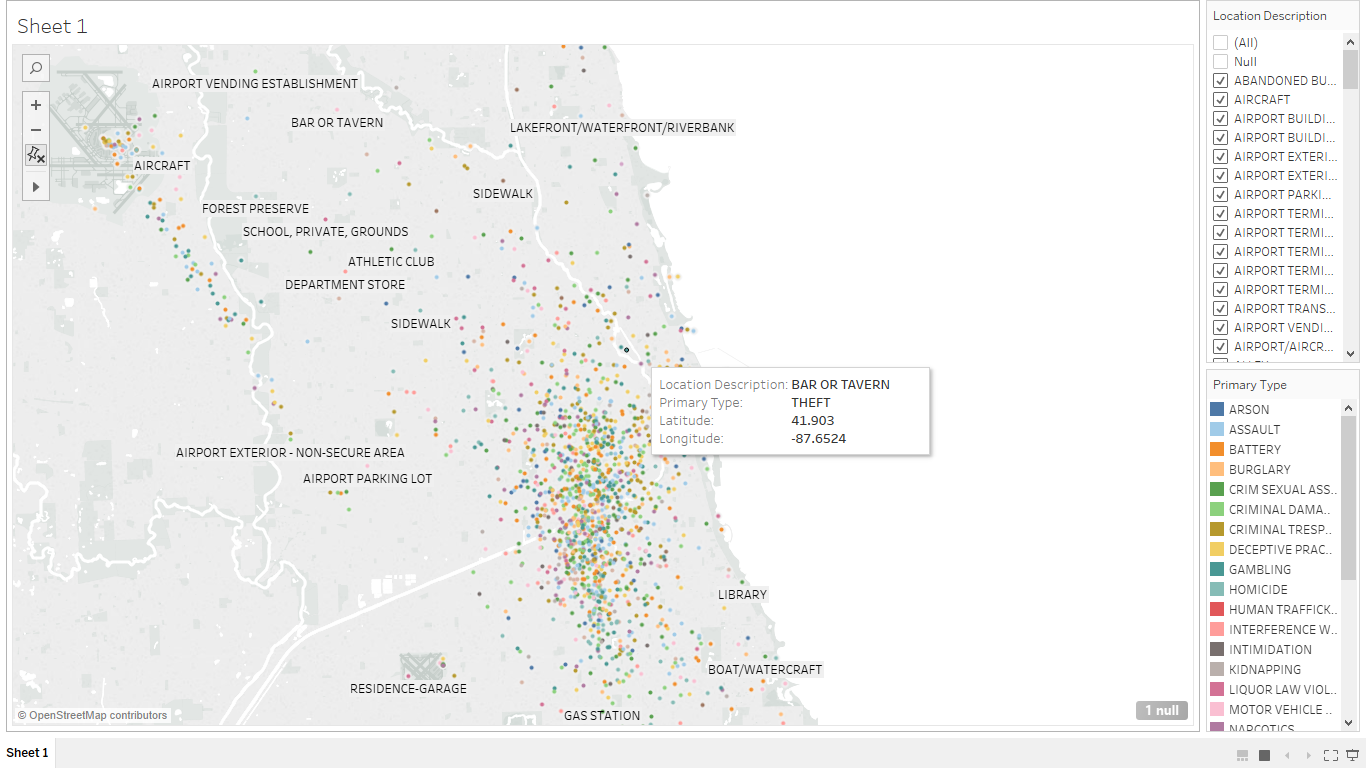 Sheet 1
AIRPORT VENDING ESTABLISHMENT
BAR OR TAVERN
LAKEFRONT/WATERFRONT/RIVERBANK
AIRCRAFT
SIDEWALK
FOREST PRESERVE
SCHOOL, PRIVATE, GROUNDS
ATHLETIC CLUB
DEPARTMENT STORE
SIDEWALK
Location Description: BAR OR TAVERN
Primary Type: THEFT
Latitude: 41.903
Longitude: -87.6524
AIRPORT EXTERIOR - NON-SECURE AREA
AIRPORT PARKING LOT
LIBRARY
BOAT/WATERCRAFT
RESIDENCE-GARAGE
GAS STATION
© OpenStreetMap contributors
1 null
Location Description
(All)
Null
ABANDONED BU...
AIRCRAFT
AIRPORT BUILDI...
AIRPORT BUILDI...
AIRPORT EXTERI...
AIRPORT EXTERI...
AIRPORT PARKI...
AIRPORT TERMI...
AIRPORT TERMI...
AIRPORT TERMI...
AIRPORT TERMI...
AIRPORT TERMI...
AIRPORT TRANS...
AIRPORT VENDI...
AIRPORT/AIRCR...
Primary Type
ARSON
ASSAULT
BATTERY
BURGLARY
CRIM SEXUAL ASS..
CRIMINAL DAMA..
CRIMINAL TRESP..
DECEPTIVE PRAC..
GAMBLING
HOMICIDE
HUMAN TRAFFICK..
INTERFERENCE W..
INTIMIDATION
KIDNAPPING
LIQUOR LAW VIOL..
MOTOR VEHICLE ..
NARCOTICS
Sheet 1